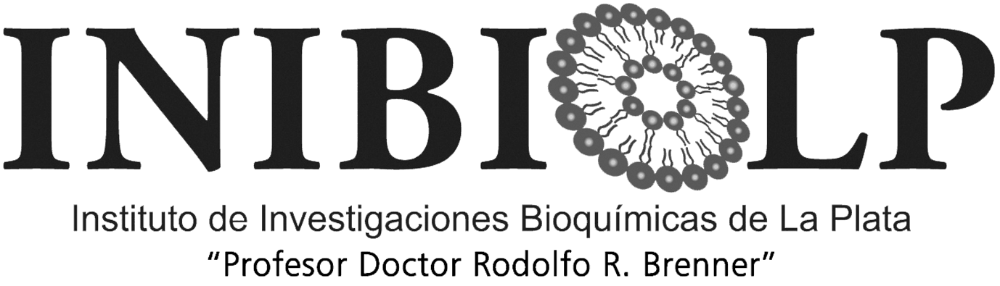 INIBIOLP
Instituto de Investigaciones Bioquímicas de La Plata
“Profesor Doctor Rodolfo R. Brenner”